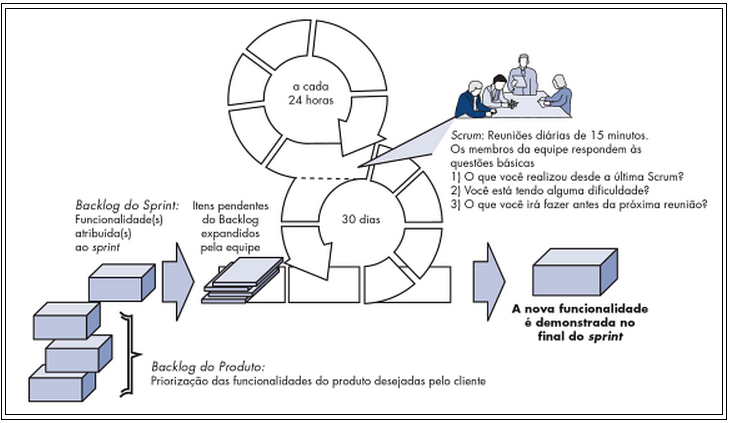 a cada
24 horas
Scrum: Reuniões diárias de 15 minutos.
Os membros da equipe respondem às
questões básicas
1) O que você realizou desde a última Scrum?
2) Você está tendo alguma dificuldade?
3) O que você irá fazer antes da próxima reunião?
Backlog do Sprint:
Funcionalidade(s)
atribuída(s)
ao sprint
Itens pendentes
do Backlog
expandidos
pela equipe
30 dias
A nova funcionalidade
é demonstrada no
final do sprint
Backlog do Produto:
Priorização das funcionalidades do produto desejadas pelo cliente